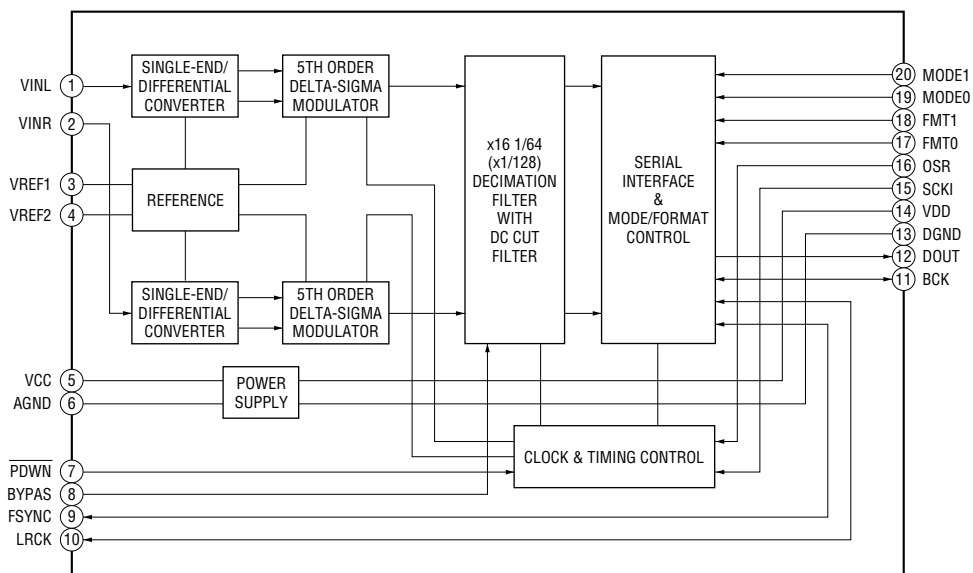 VINL 1
VINR 2
VREF1 3
VREF2 4
VCC 5
AGND 6
PDWN 7
BYPAS 8
FSYNC 9
LRCK 10
SINGLE-END/
DIFFERENTIAL
CONVERTER
5TH ORDER
DELTA-SIGMA
MODULATOR
REFERENCE
SINGLE-END/
DIFFERENTIAL
CONVERTER
5TH ORDER
DELTA-SIGMA
MODULATOR
POWER
SUPPLY
x16 1/64
(x1/128)
DECIMATION
FILTER
WITH
DC CUT
FILTER
SERIAL
INTERFACE
&
MODE/FORMAT
CONTROL
CLOCK & TIMING CONTROL
20 MODE1
19 MODE0
18 FMT1
17 FMT0
16 OSR
15 SCKI
14 VDD
13 DGND
12 DOUT
11 BCK